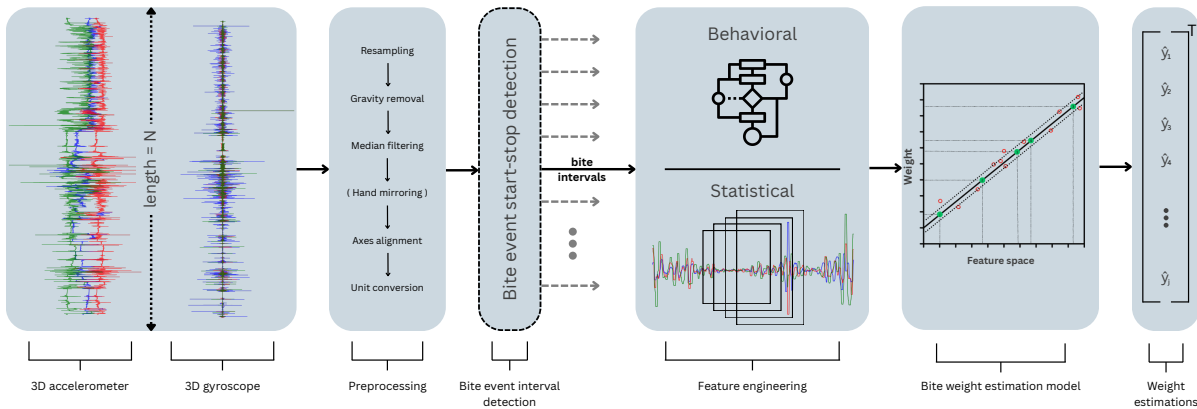 length = N
Resampling
Gravity removal
Median filtering
( Hand mirroring )
Axes alignment
Unit conversion
Bite event start-stop detection
bite
intervals
Behavioral
Statistical
Weight
Feature space
T
ŷ₁
ŷ₂
ŷ₃
ŷ₄
ŷⱼ
3D accelerometer
3D gyroscope
Preprocessing
Bite event interval
detection
Feature engineering
Bite weight estimation model
Weight
estimations